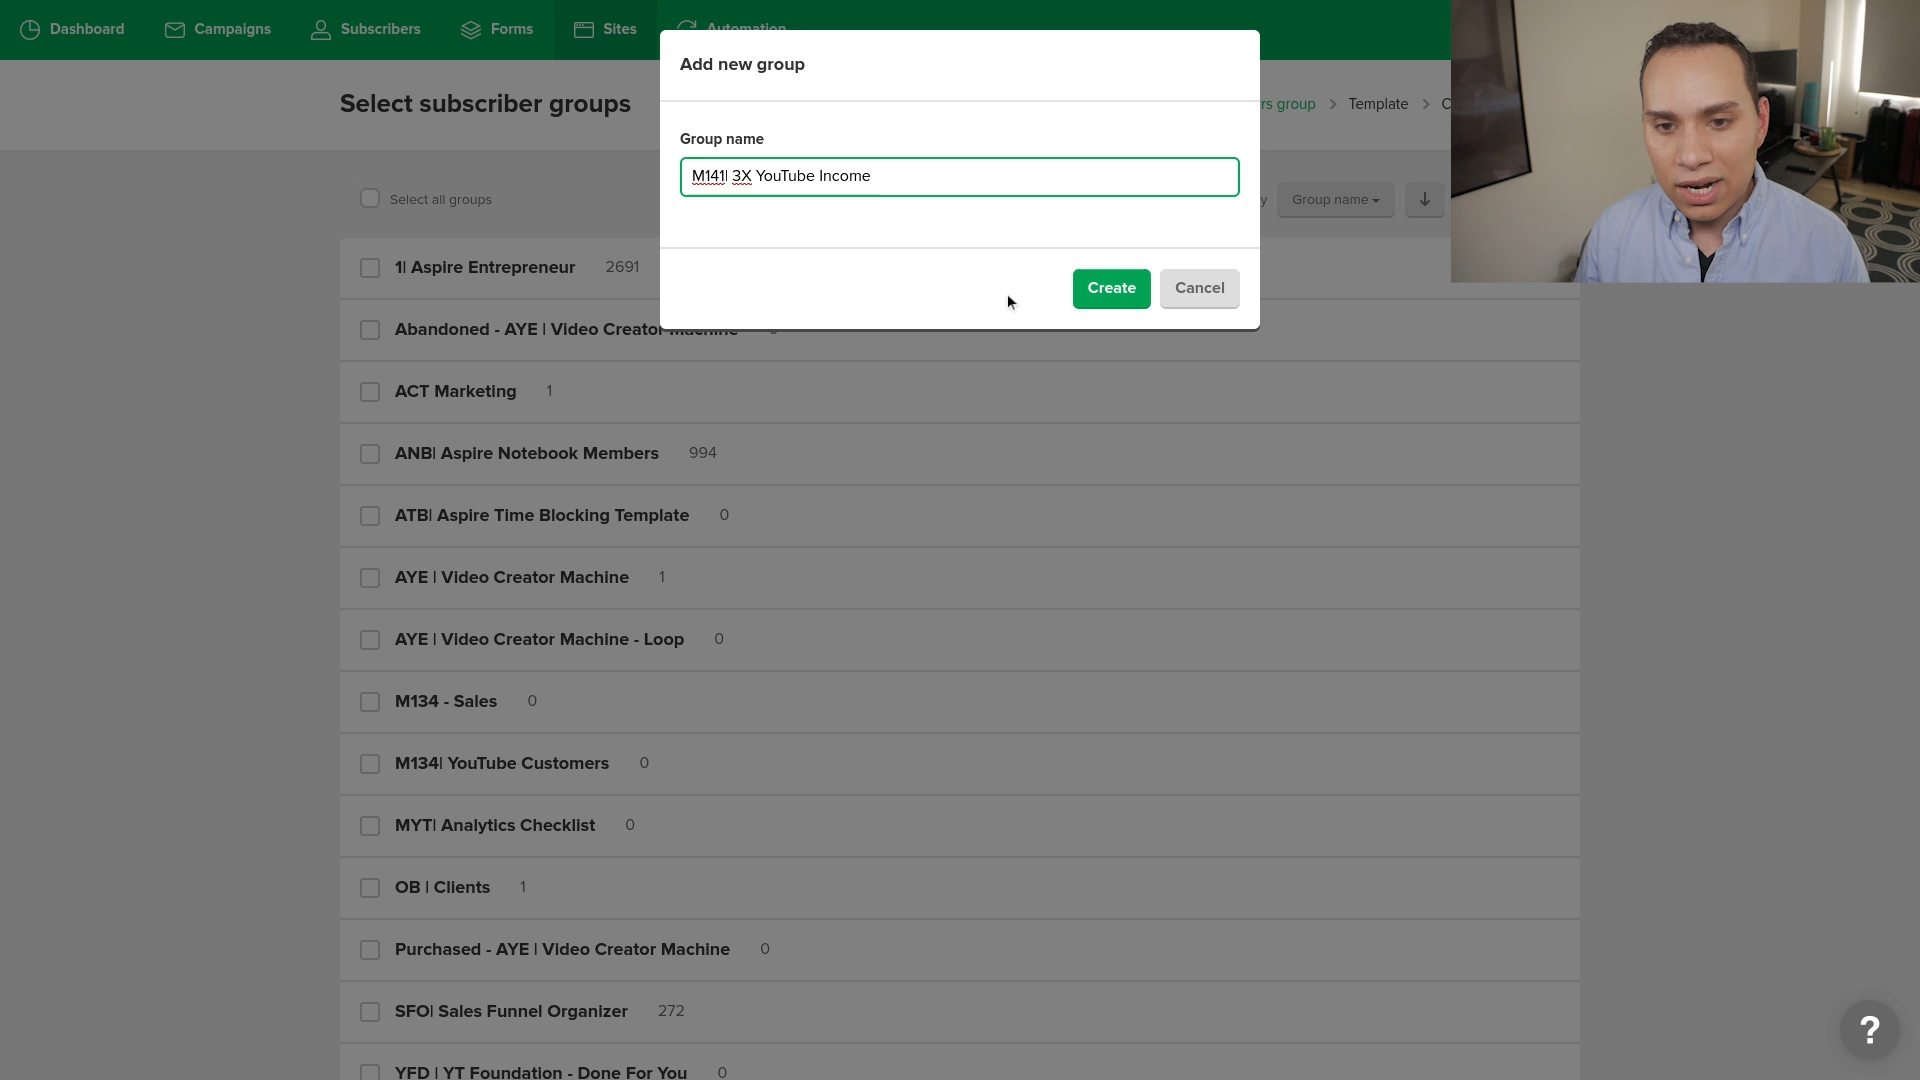 Dashboard
Campaigns
Subscribers
Forms
Sites
Automation
Add new group
Select subscriber groups
rs group > Template > C
Group name
M141| 3X YouTube Income
Select all groups
y Group name
Create
Cancel
1| Aspire Entrepreneur 2691
Abandoned - AYE | Video Creator Machine
ACT Marketing 1
ANB| Aspire Notebook Members 994
ATB| Aspire Time Blocking Template 0
AYE | Video Creator Machine 1
AYE | Video Creator Machine - Loop 0
M134 - Sales 0
M134| YouTube Customers 0
MYT| Analytics Checklist 0
OB | Clients 1
Purchased - AYE | Video Creator Machine 0
SFO| Sales Funnel Organizer 272
YFD | YT Foundation - Done For You 0
?